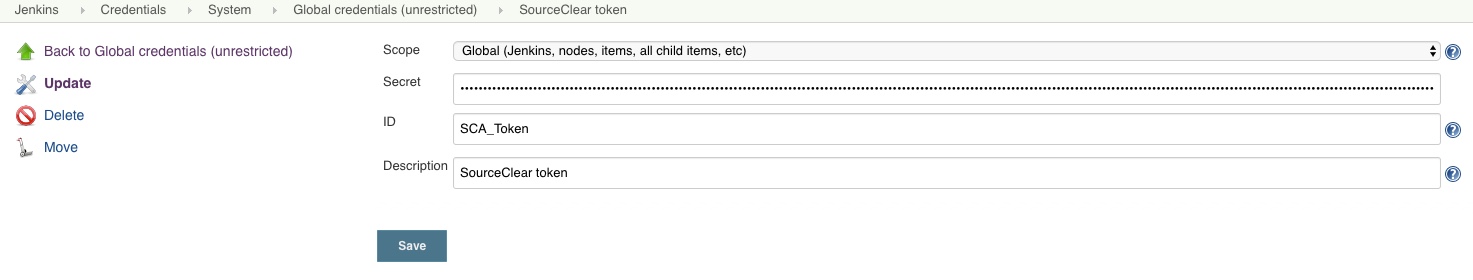 Jenkins Credentials System Global credentials (unrestricted) SourceClear token
Back to Global credentials (unrestricted)
Update
Delete
Move
Scope Global (Jenkins, nodes, items, all child items, etc)
Secret
ID SCA_Token
Description SourceClear token
Save